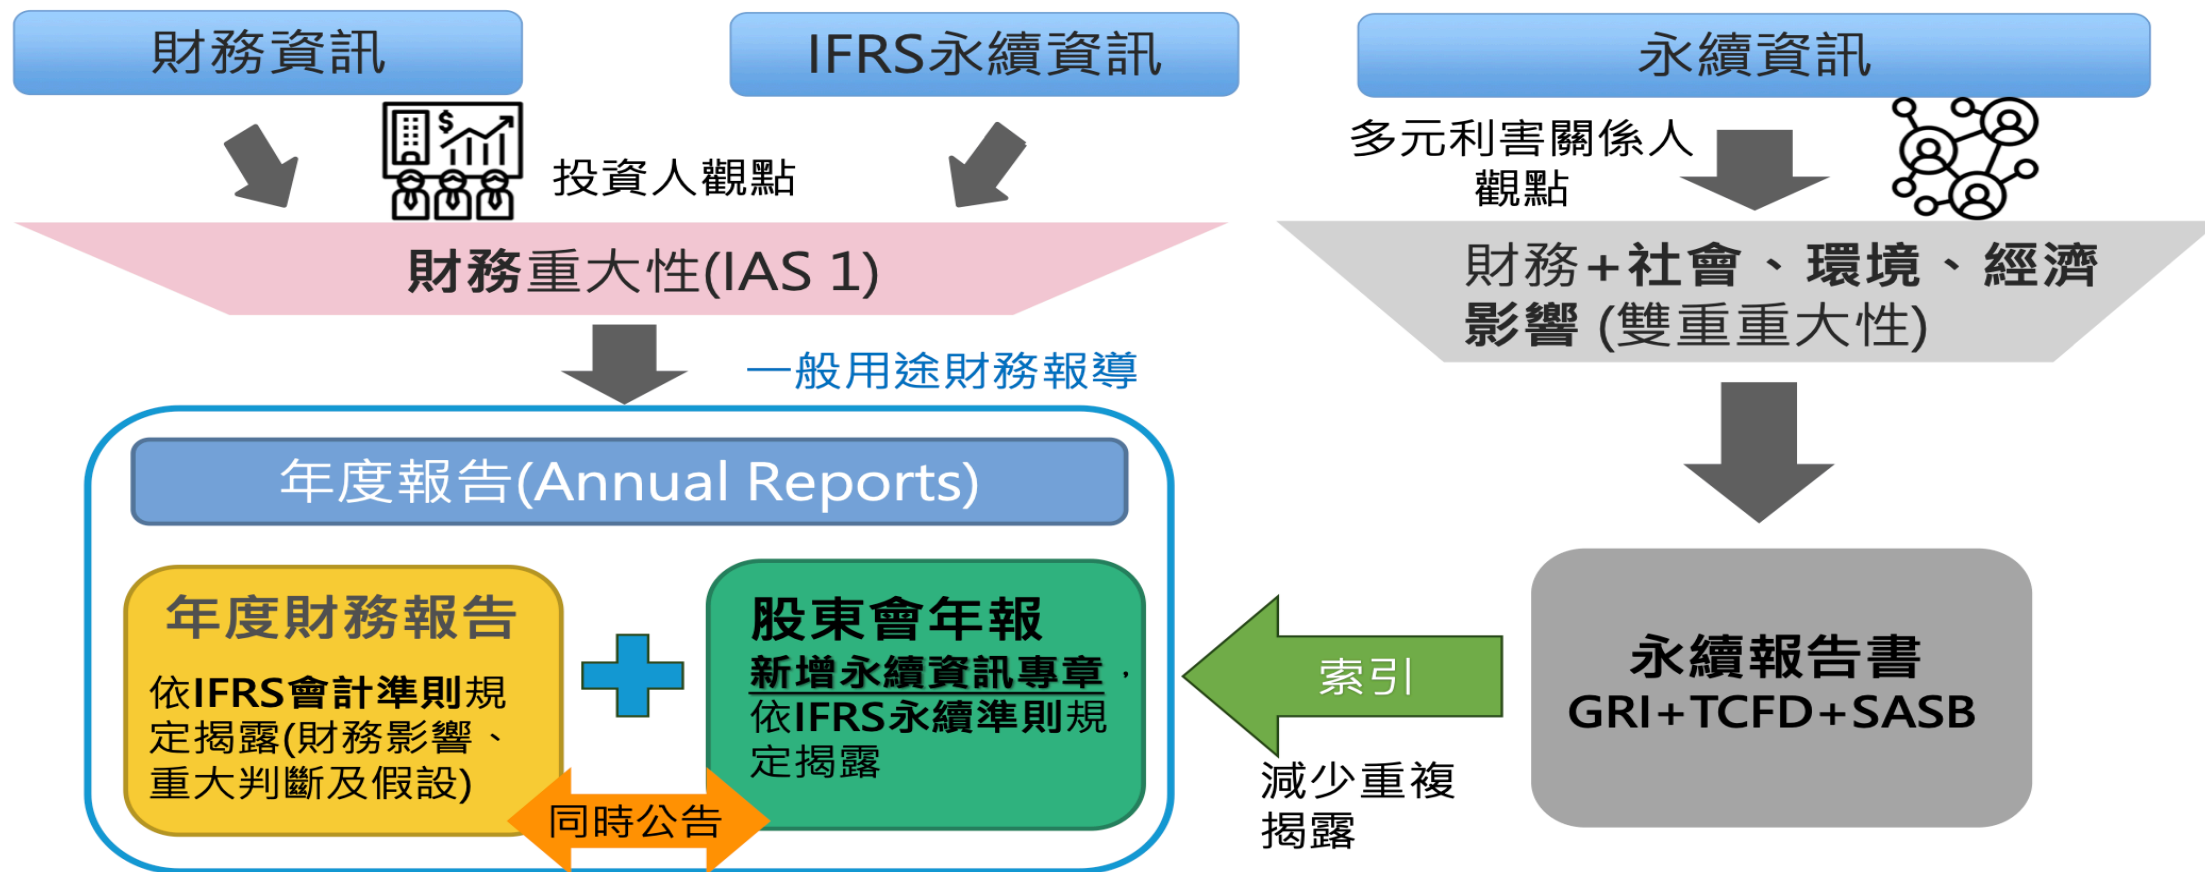 財務資訊
IFRS永續資訊
永續資訊
$
投資人觀點
多元利害關係人
觀點
財務重大性(IAS 1)
財務+社會、環境、經濟
影響 (雙重重大性)
一般用途財務報導
年度報告(Annual Reports)
年度財務報告
依IFRS會計準則規
定揭露(財務影響、
重大判斷及假設)
股東會年報
新增永續資訊專章，
依IFRS永續準則規
定揭露
同時公告
索引
減少重複
揭露
永續報告書
GRI+TCFD+SASB